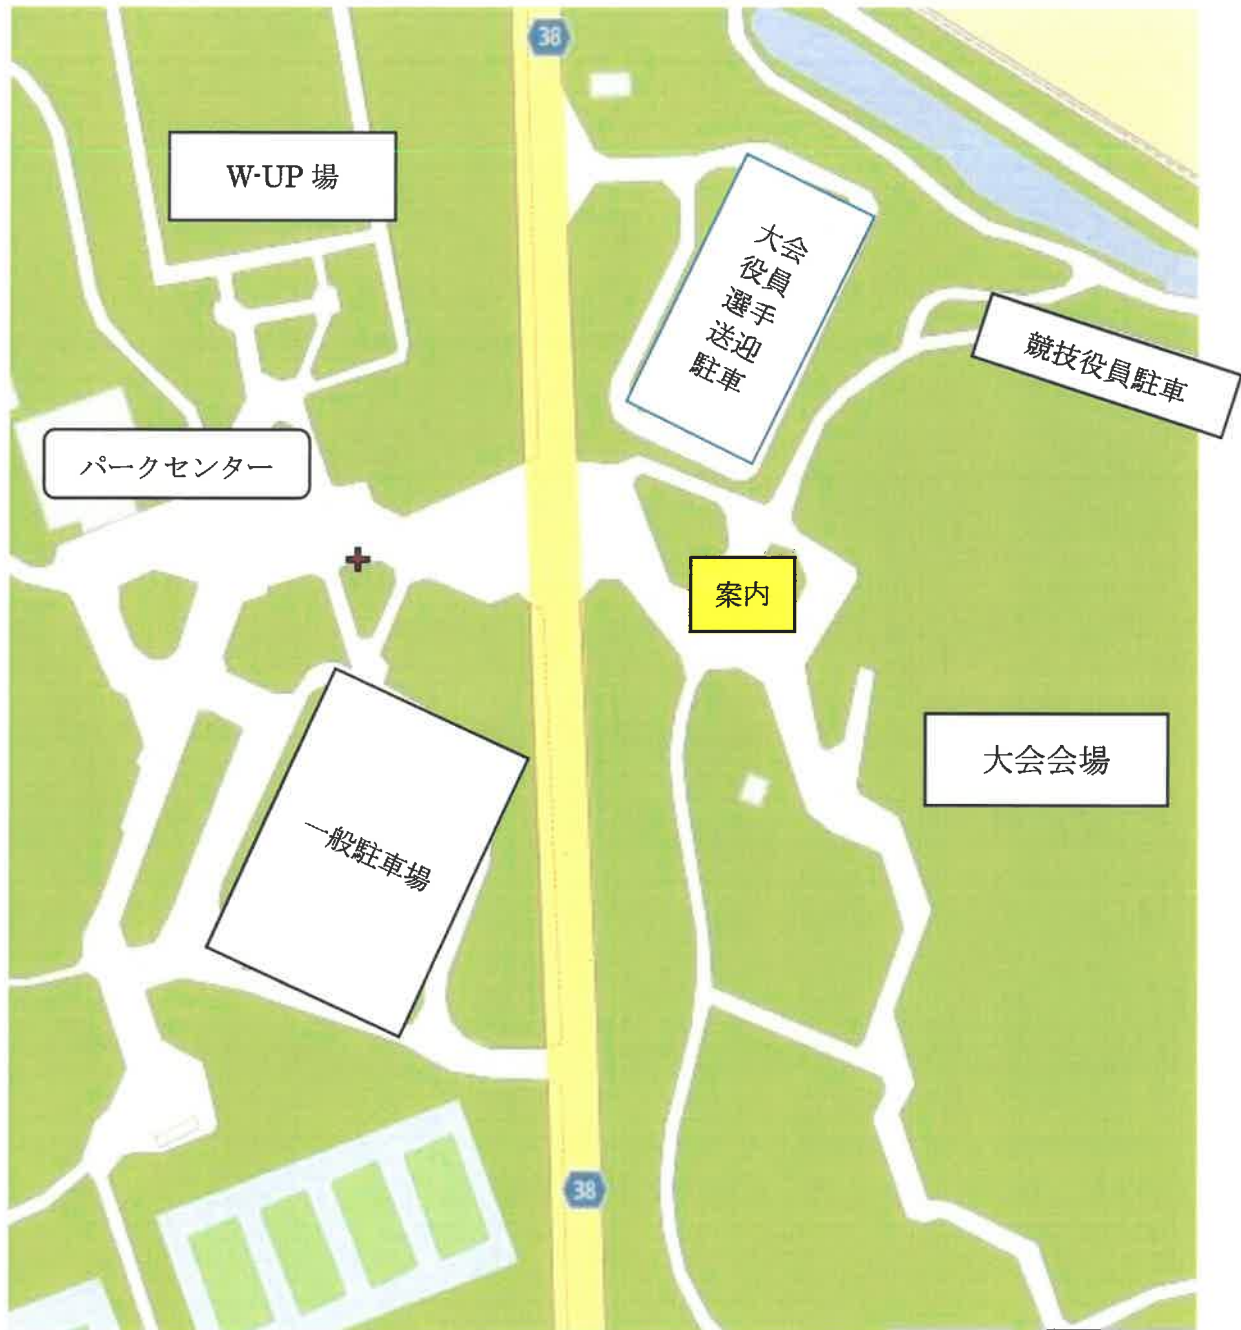 38
W-UP 場
大会
役員
選手
送迎
駐車
競技役員駐車
パークセンター
案内
大会会場
一般駐車場
38